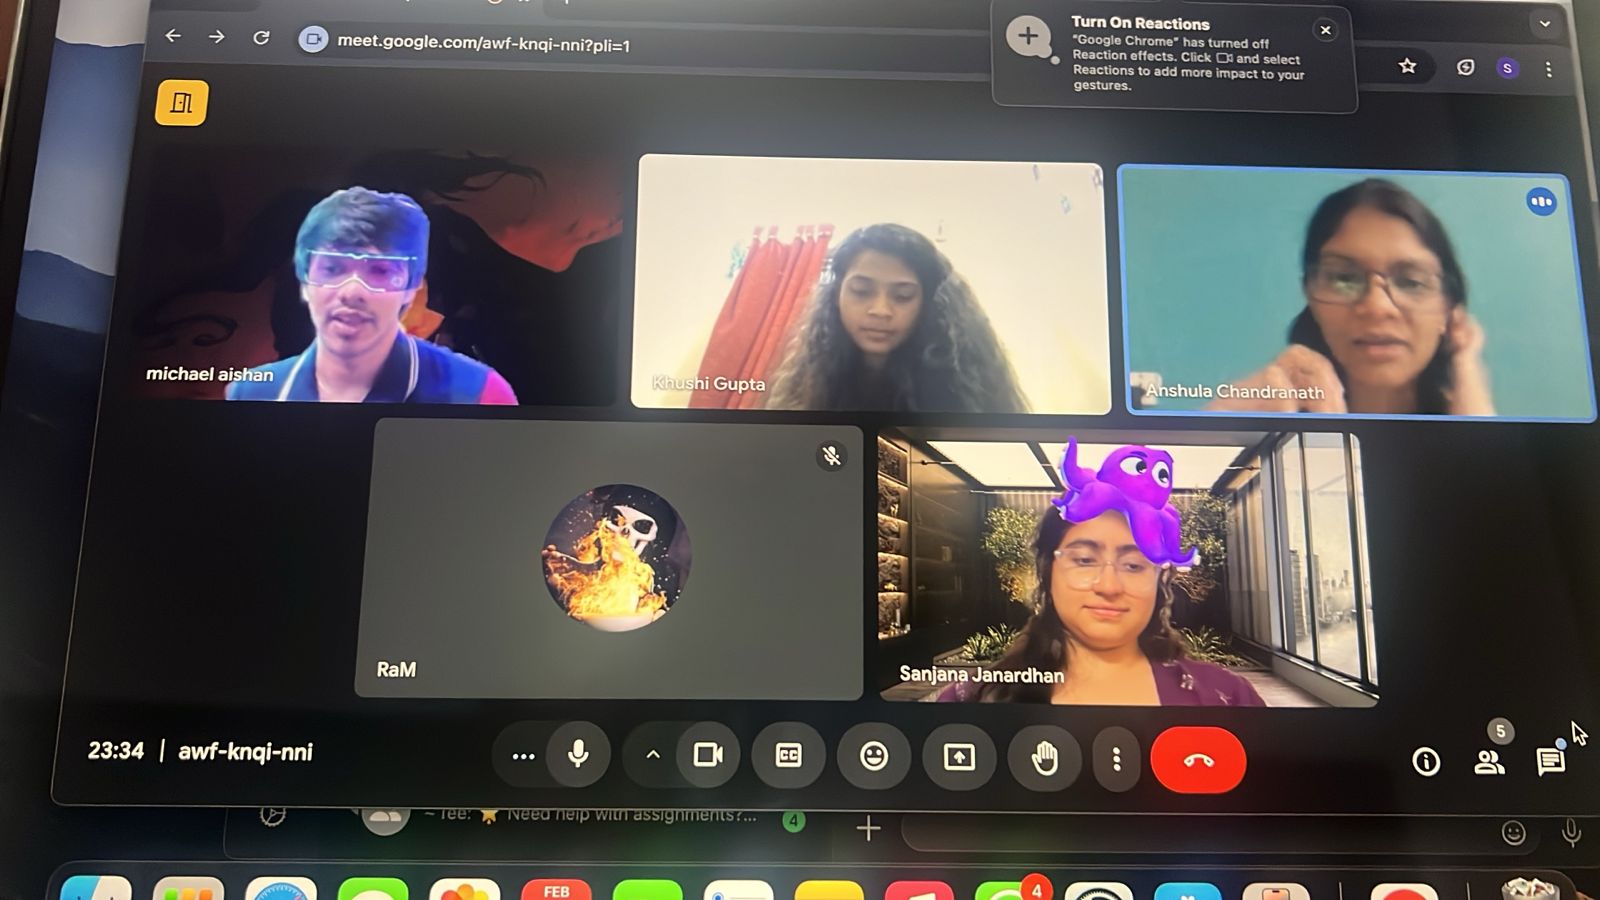 meet.google.com/awf-knqi-nni?pli=1
Turn On Reactions
"Google Chrome" has turned off
Reaction effects. Click and select
Reactions to add more impact to your
gestures.
S
michael aishan
Khushi Gupta
Anshula Chandranath
RaM
Sanjana Janardhan
23:34 | awf-knqi-nni
CC
5
~ Tee: 🌟 Need help with assignments?...
4
FEB
4